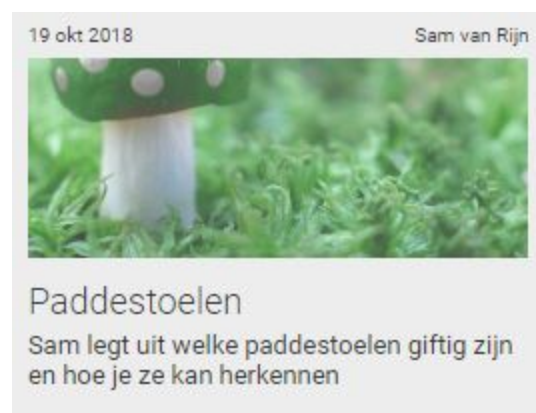 19 okt 2018 Sam van Rijn
Paddestoelen
Sam legt uit welke paddestoelen giftig zijn
en hoe je ze kan herkennen